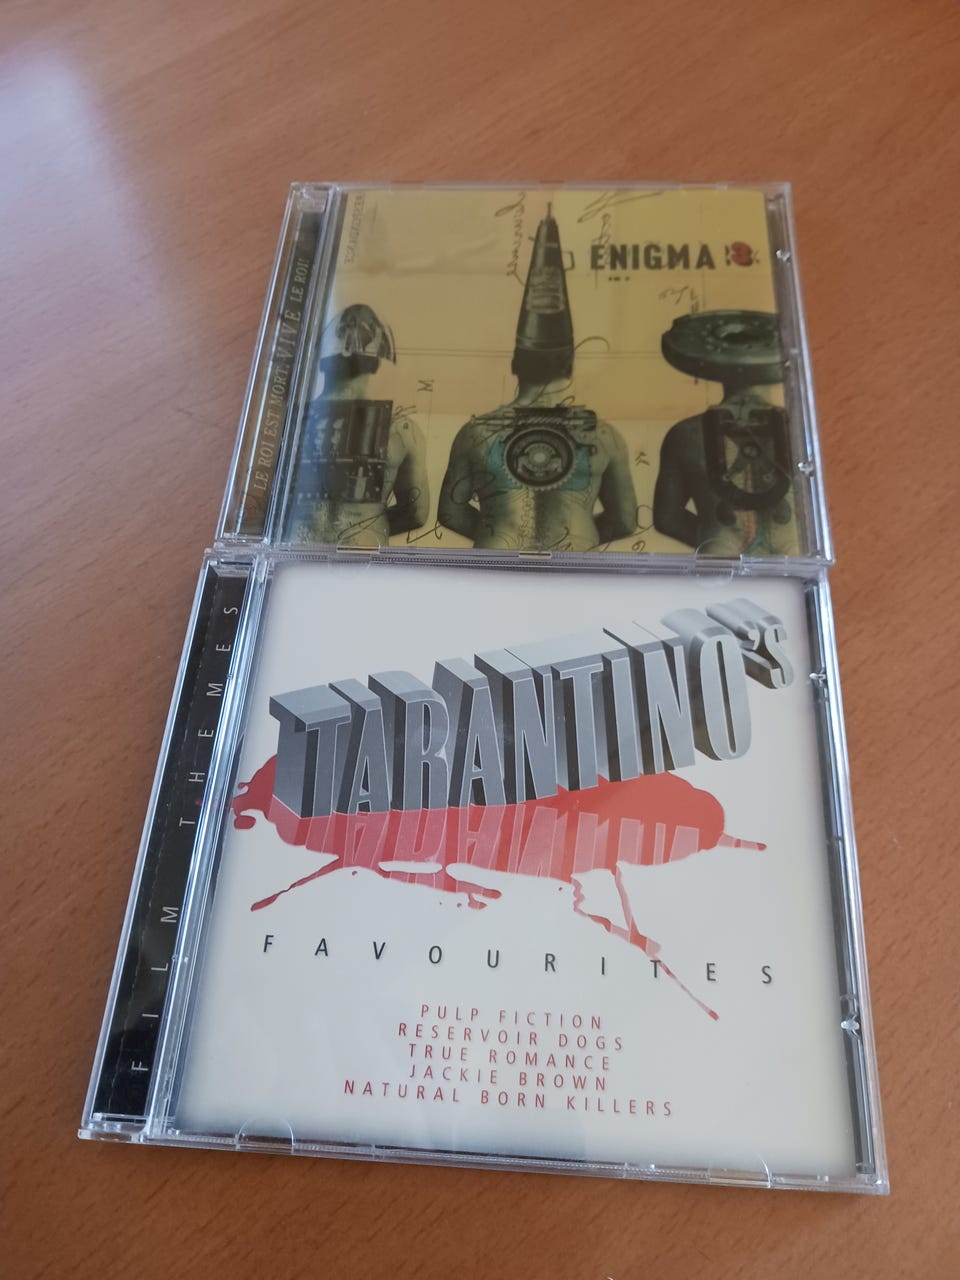 ENIGMA 3
LE ROI EST MORT, VIVE LE ROI!
M.
TARANTINO'S
FAVOURITES
PULP FICTION
RESERVOIR DOGS
TRUE ROMANCE
JACKIE BROWN
NATURAL BORN KILLERS
FILM THEMES